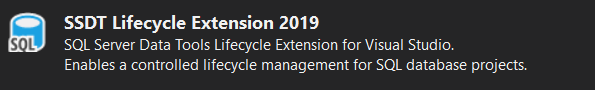 SSDT Lifecycle Extension 2019
SQL Server Data Tools Lifecycle Extension for Visual Studio.
SQL
Enables a controlled lifecycle management for SQL database projects.